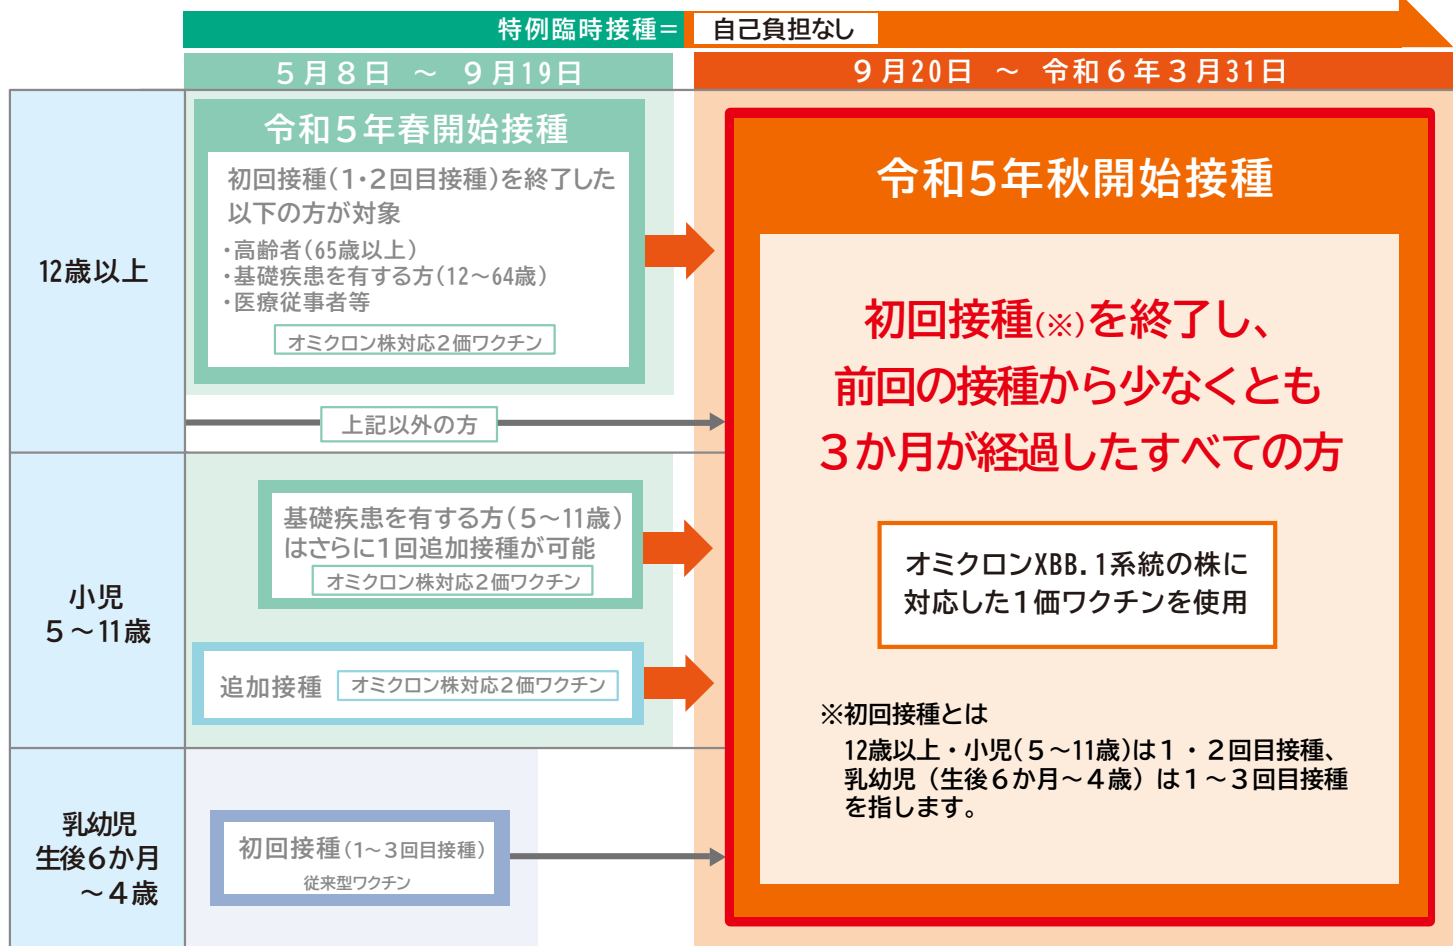 特例臨時接種＝ 自己負担なし
５月８日 ～ ９月19日
９月20日 ～ 令和６年３月31日
12歳以上
令和５年春開始接種
初回接種（１・２回目接種）を終了した
以下の方が対象
・高齢者（65歳以上）
・基礎疾患を有する方（12～64歳）
・医療従事者等
オミクロン株対応２価ワクチン
上記以外の方
小児
５～11歳
基礎疾患を有する方（５～11歳）
はさらに１回追加接種が可能
オミクロン株対応２価ワクチン
追加接種 オミクロン株対応２価ワクチン
乳幼児
生後６か月
～４歳
初回接種（１～３回目接種）
従来型ワクチン
令和５年秋開始接種
初回接種(※)を終了し、
前回の接種から少なくとも
３か月が経過したすべての方
オミクロンXBB.1系統の株に
対応した１価ワクチンを使用
※初回接種とは
12歳以上・小児（５～11歳）は１・２回目接種、
乳幼児（生後６か月～４歳）は１～３回目接種
を指します。